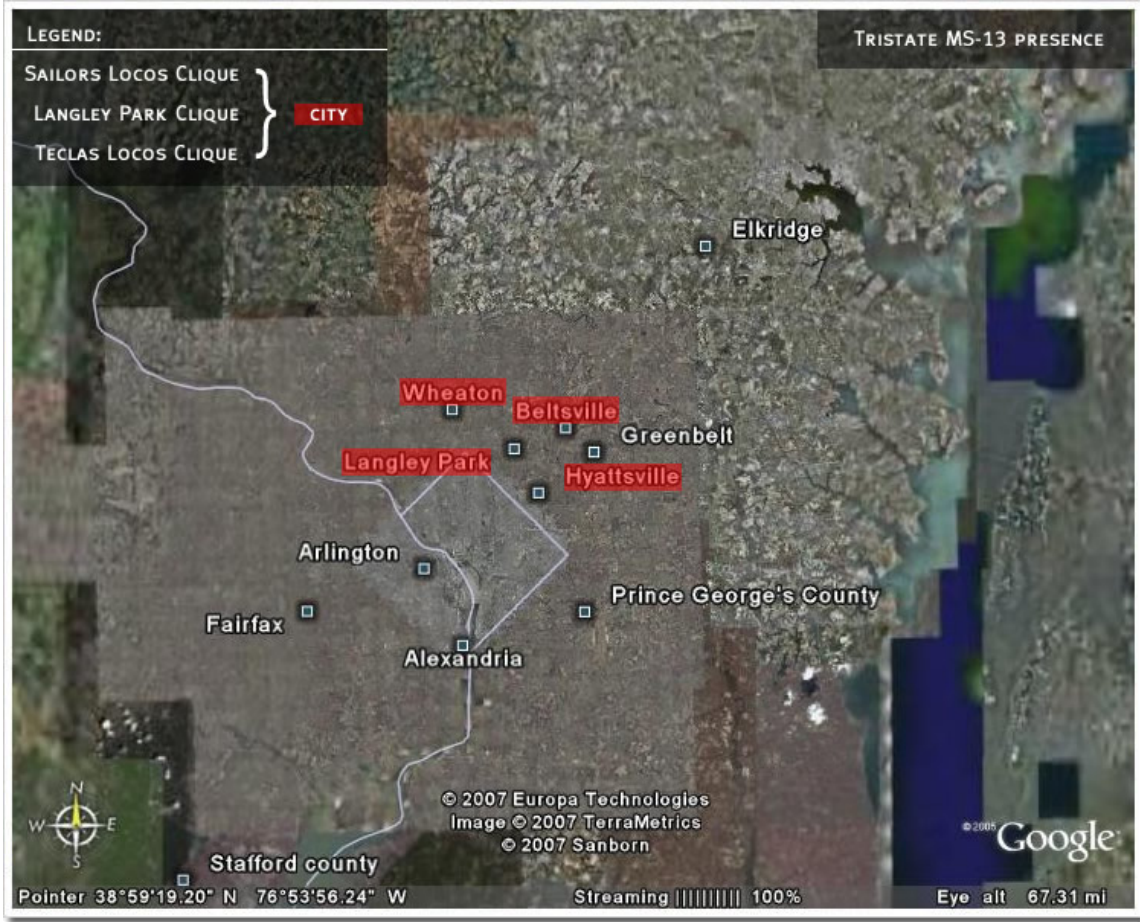 LEGEND:
TRISTATE MS-13 PRESENCE
SAILORS LOCOS CLIQUE
LANGLEY PARK CLIQUE
CITY
TECLAS LOCOS CLIQUE
Elkridge
Wheaton
Beltsville
Greenbelt
Langley Park
Hyattsville
Arlington
Prince George's County
Fairfax
Alexandria
N
W E
S
© 2007 Europa Technologies
Image © 2007 TerraMetrics
© 2007 Sanborn
©2005 Google
Stafford county
Pointer 38°59'19.20" N 76°53'56.24" W Streaming |||||||||| 100% Eye alt 67.31 mi